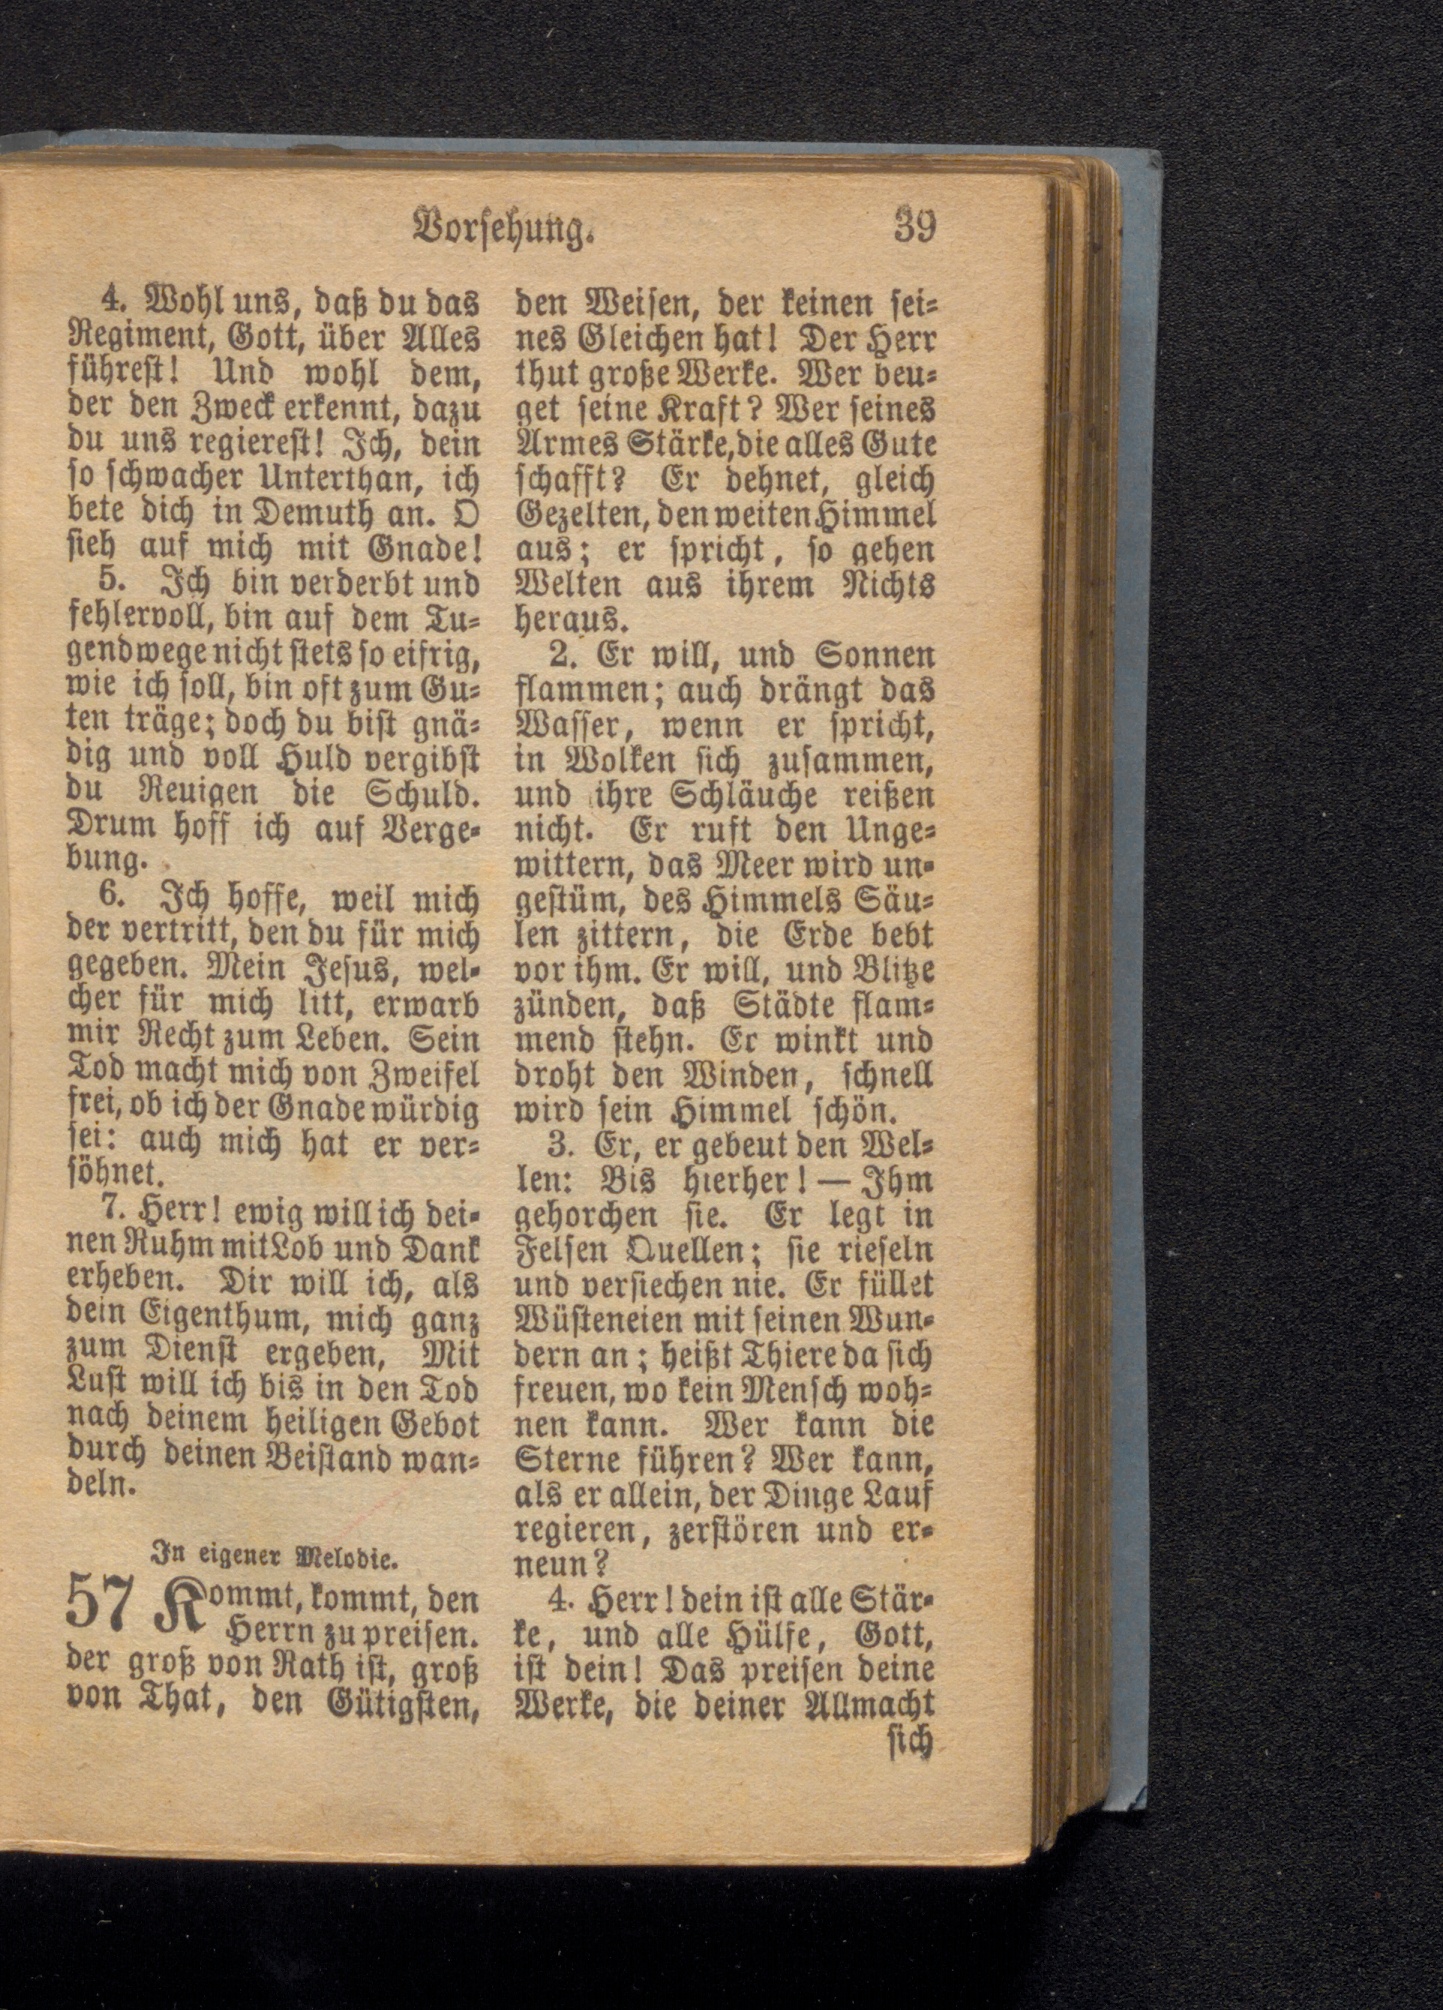 Vorsehung. 39
4. Wohl uns, daß du das
Regiment, Gott, über Alles
führest! Und wohl dem,
der den Zweck erkennt, dazu
du uns regierest! Ich, dein
so schwacher Unterthan, ich
bete dich in Demuth an. O
sieh auf mich mit Gnade!
5. Ich bin verderbt und
fehlervoll, bin auf dem Tu-
gendwege nicht stets so eifrig,
wie ich soll, bin oft zum Gu-
ten träge; doch du bist gnä-
dig und voll Huld vergibst
du Reuigen die Schuld.
Drum hoff ich auf Verge-
bung.
6. Ich hoffe, weil mich
der vertritt, den du für mich
gegeben. Mein Jesus, wel-
cher für mich litt, erwarb
mir Recht zum Leben. Sein
Tod macht mich von Zweifel
frei, ob ich der Gnade würdig
sei: auch mich hat er ver-
söhnet.
7. Herr! ewig will ich dei-
nen Ruhm mit Lob und Dank
erheben. Dir will ich, als
dein Eigenthum, mich ganz
zum Dienst ergeben, Mit
Lust will ich bis in den Tod
nach deinem heiligen Gebot
durch deinen Beistand wan-
deln.
In eigener Melodie.
57 Kommt, kommt, den
Herrn zu preisen.
der groß von Rath ist, groß
von That, den Gütigsten,
den Weisen, der keinen sei-
nes Gleichen hat! Der Herr
thut große Werke. Wer beu-
get seine Kraft? Wer seines
Armes Stärke, die alles Gute
schafft? Er dehnet, gleich
Gezelten, den weiten Himmel
aus; er spricht, so gehen
Welten aus ihrem Nichts
heraus.
2. Er will, und Sonnen
flammen; auch drängt das
Wasser, wenn er spricht,
in Wolken sich zusammen,
und ihre Schläuche reißen
nicht. Er ruft den Unge-
wittern, das Meer wird un-
gestüm, des Himmels Säu-
len zittern, die Erde bebt
vor ihm. Er will, und Blitze
zünden, daß Städte flam-
mend stehn. Er winkt und
droht den Winden, schnell
wird sein Himmel schön.
3. Er, er gebeut den Wel-
len: Bis hierher! — Ihm
gehorchen sie. Er legt in
Felsen Quellen; sie rieseln
und versiechen nie. Er füllet
Wüsteneien mit seinen Wun-
dern an; heißt Thiere da sich
freuen, wo kein Mensch woh-
nen kann. Wer kann die
Sterne führen? Wer kann,
als er allein, der Dinge Lauf
regieren, zerstören und er-
neun?
4. Herr! dein ist alle Stär-
ke, und alle Hülfe, Gott,
ist dein! Das preisen deine
Werke, die deiner Allmacht
sich